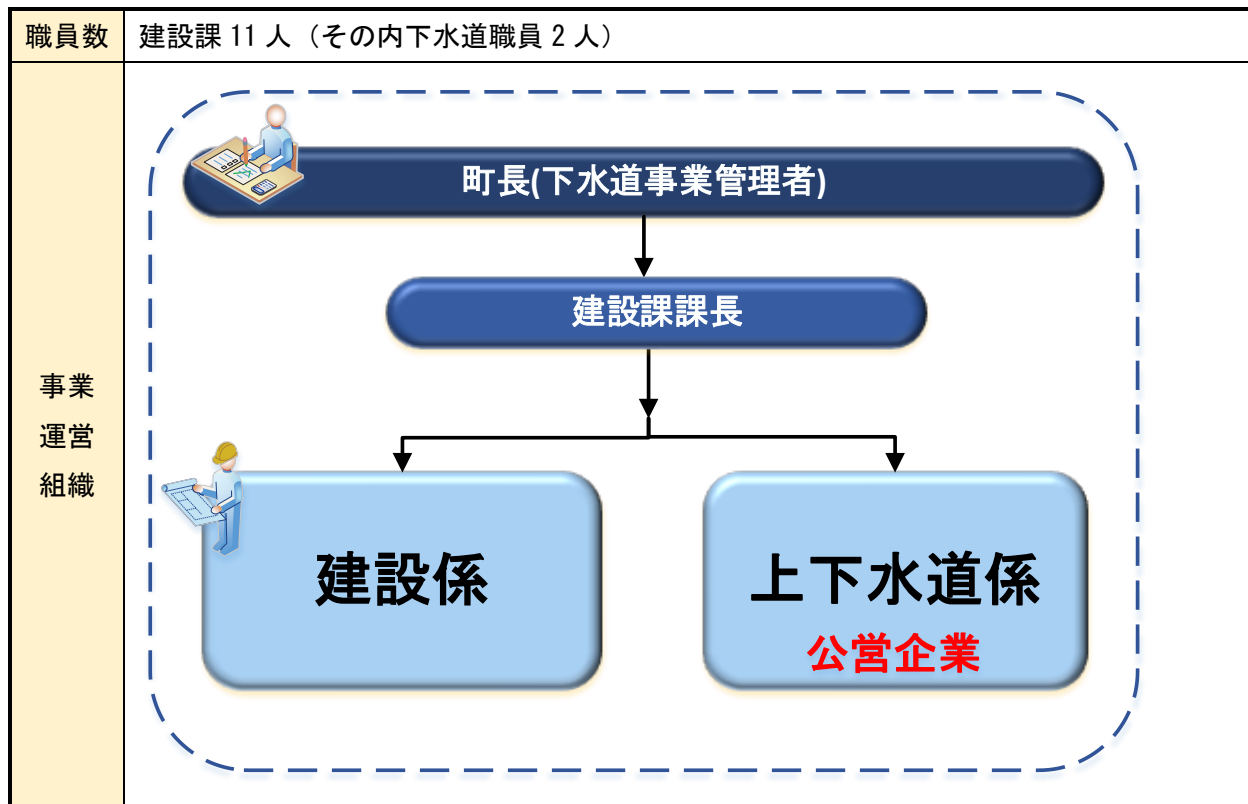 職員数
建設課 11 人（その内下水道職員 2 人）
事業
運営
組織
町長(下水道事業管理者)
建設課課長
建設係
上下水道係
公営企業